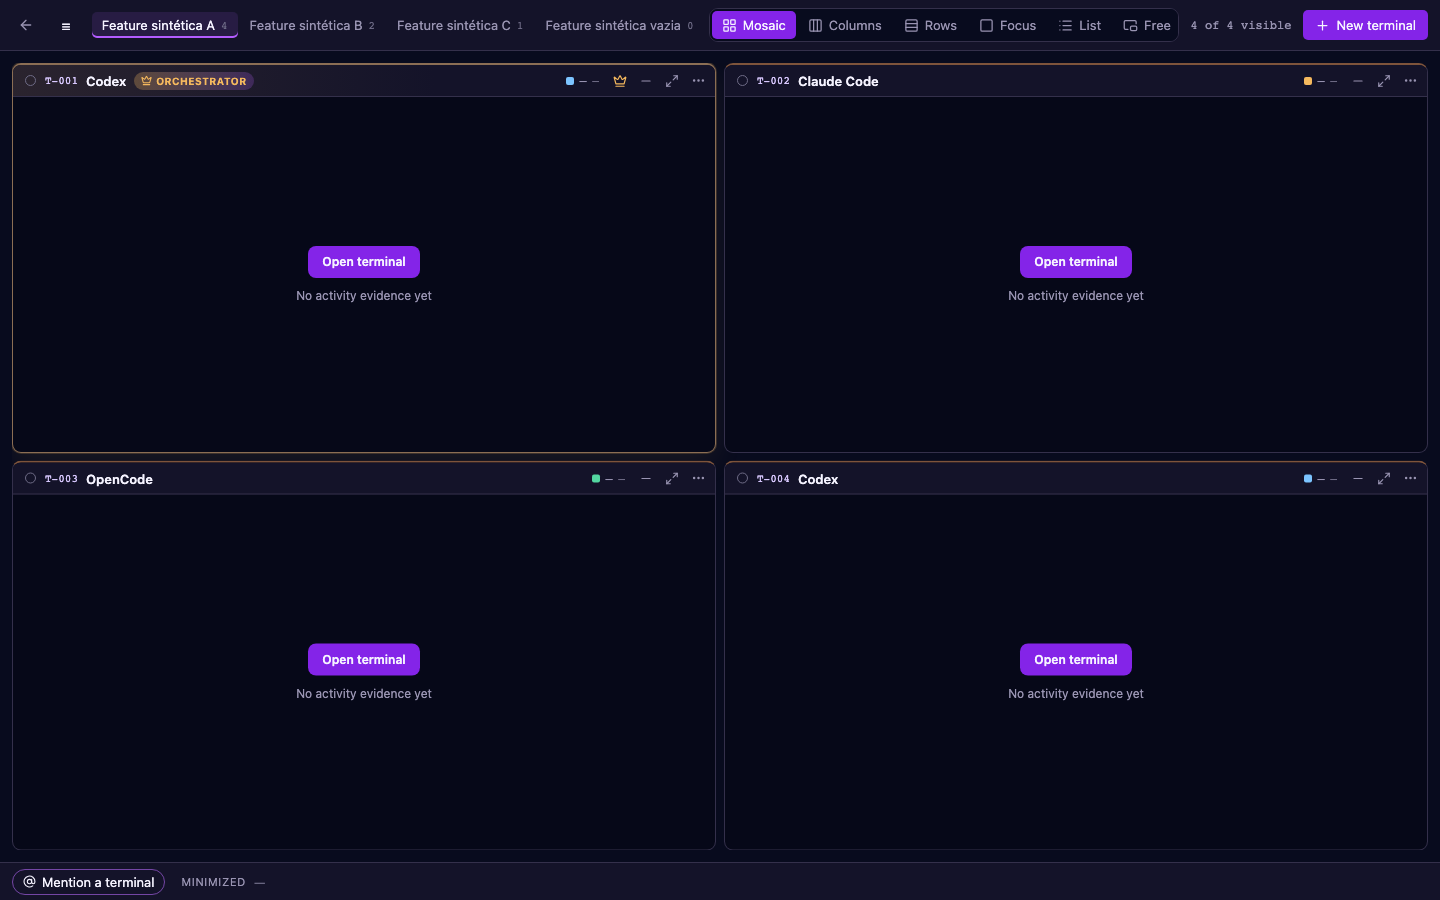 Feature sintética A 4 Feature sintética B 2 Feature sintética C 1 Feature sintética vazia 0 Mosaic Columns Rows Focus List Free 4 of 4 visible + New terminal
T-001 Codex ORCHESTRATOR — —
T-002 Claude Code — —
Open terminal
No activity evidence yet
Open terminal
No activity evidence yet
T-003 OpenCode — —
T-004 Codex — —
Open terminal
No activity evidence yet
Open terminal
No activity evidence yet
@ Mention a terminal MINIMIZED —